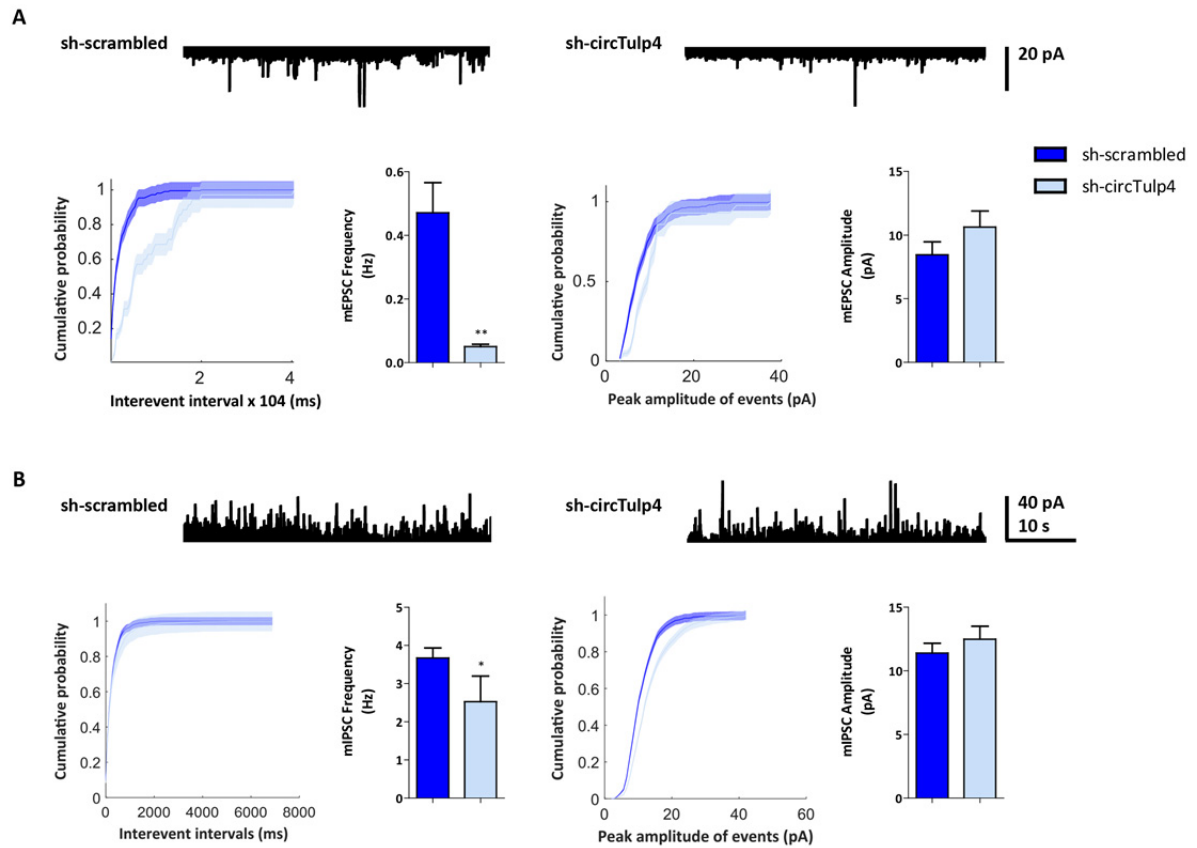 A
sh-scrambled
sh-circTulp4
20 pA
sh-scrambled
sh-circTulp4
Cumulative probability
1
0.8
0.6
0.4
0.2
2
4
Interevent interval x 104 (ms)
mEPSC Frequency
(Hz)
0.6
0.4
0.2
0.0
**
Cumulative probability
1
0.5
0
0
20
40
Peak amplitude of events (pA)
mEPSC Amplitude
(pA)
15
10
5
0
B
sh-scrambled
sh-circTulp4
40 pA
10 s
Cumulative probability
1
0.8
0.6
0.4
0.2
0
0
2000
4000
6000
8000
Interevent intervals (ms)
mIPSC Frequency
(Hz)
5
4
3
2
1
0
*
Cumulative probability
1
0.8
0.6
0.4
0.2
0
0
20
40
60
Peak amplitude of events (pA)
mIPSC Amplitude
(pA)
15
10
5
0